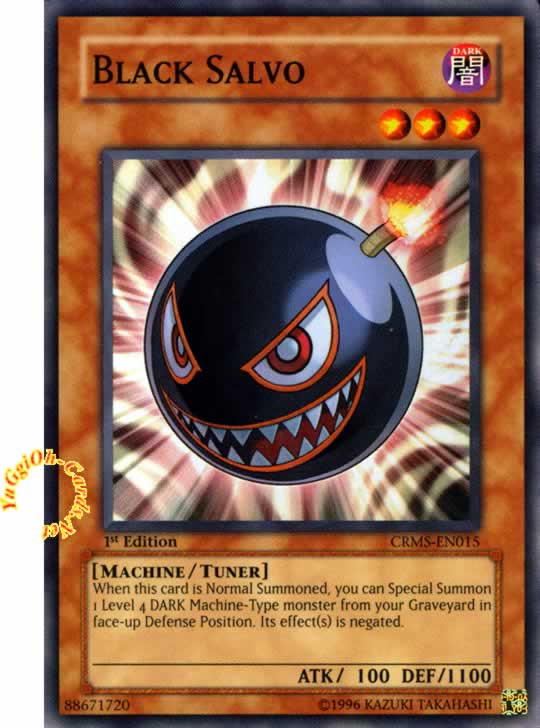 BLACK SALVO
DARK
闇
YuGgiOh-Cards.Net
1st Edition
CRMS-EN015
[MACHINE/TUNER]
When this card is Normal Summoned, you can Special Summon
1 Level 4 DARK Machine-Type monster from your Graveyard in
face-up Defense Position. Its effect(s) is negated.
ATK/ 100 DEF/1100
88671720
©1996 KAZUKI TAKAHASHI